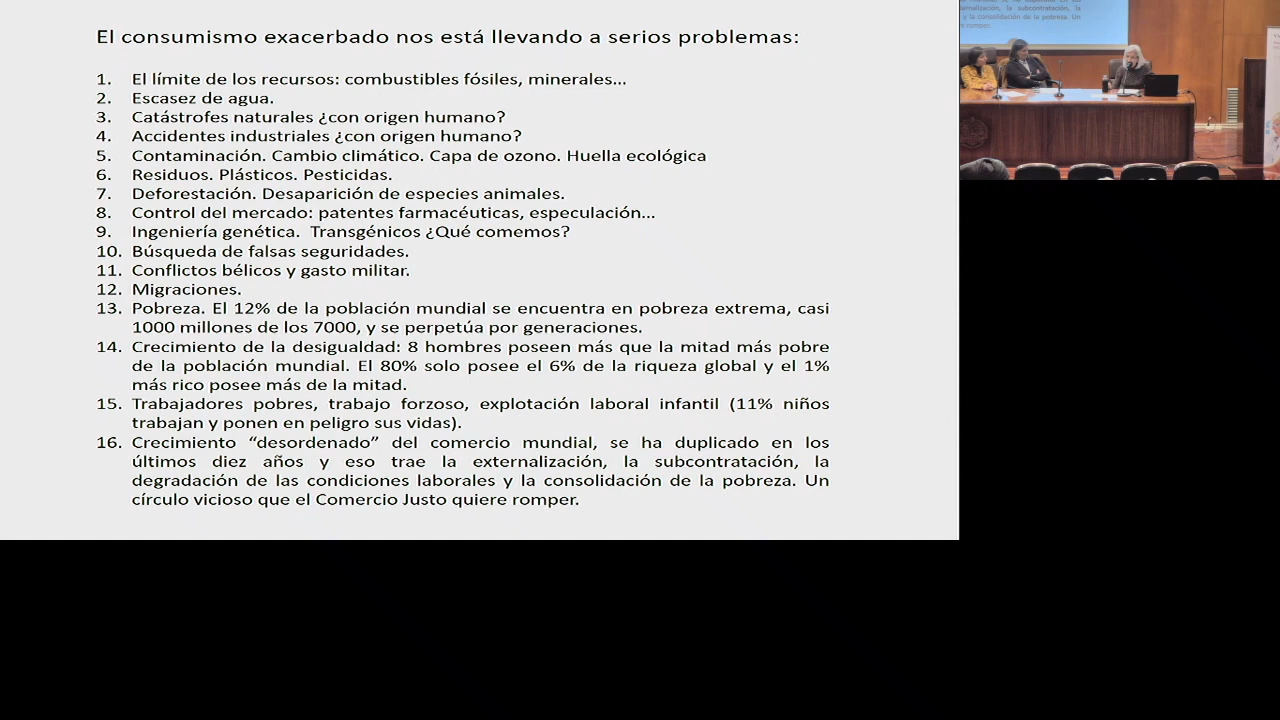 El consumismo exacerbado nos está llevando a serios problemas:
1. El límite de los recursos: combustibles fósiles, minerales...
2. Escasez de agua.
3. Catástrofes naturales ¿con origen humano?
4. Accidentes industriales ¿con origen humano?
5. Contaminación. Cambio climático. Capa de ozono. Huella ecológica
6. Residuos. Plásticos. Pesticidas.
7. Deforestación. Desaparición de especies animales.
8. Control del mercado: patentes farmacéuticas, especulación...
9. Ingeniería genética. Transgénicos ¿Qué comemos?
10. Búsqueda de falsas seguridades.
11. Conflictos bélicos y gasto militar.
12. Migraciones.
13. Pobreza. El 12% de la población mundial se encuentra en pobreza extrema, casi
1000 millones de los 7000, y se perpetúa por generaciones.
14. Crecimiento de la desigualdad: 8 hombres poseen más que la mitad más pobre
de la población mundial. El 80% solo posee el 6% de la riqueza global y el 1%
más rico posee más de la mitad.
15. Trabajadores pobres, trabajo forzoso, explotación laboral infantil (11% niños
trabajan y ponen en peligro sus vidas).
16. Crecimiento “desordenado” del comercio mundial, se ha duplicado en los
últimos diez años y eso trae la externalización, la subcontratación, la
degradación de las condiciones laborales y la consolidación de la pobreza. Un
círculo vicioso que el Comercio Justo quiere romper.
la subcontratación, la
y la consolidación de la pobreza. Un
romper.